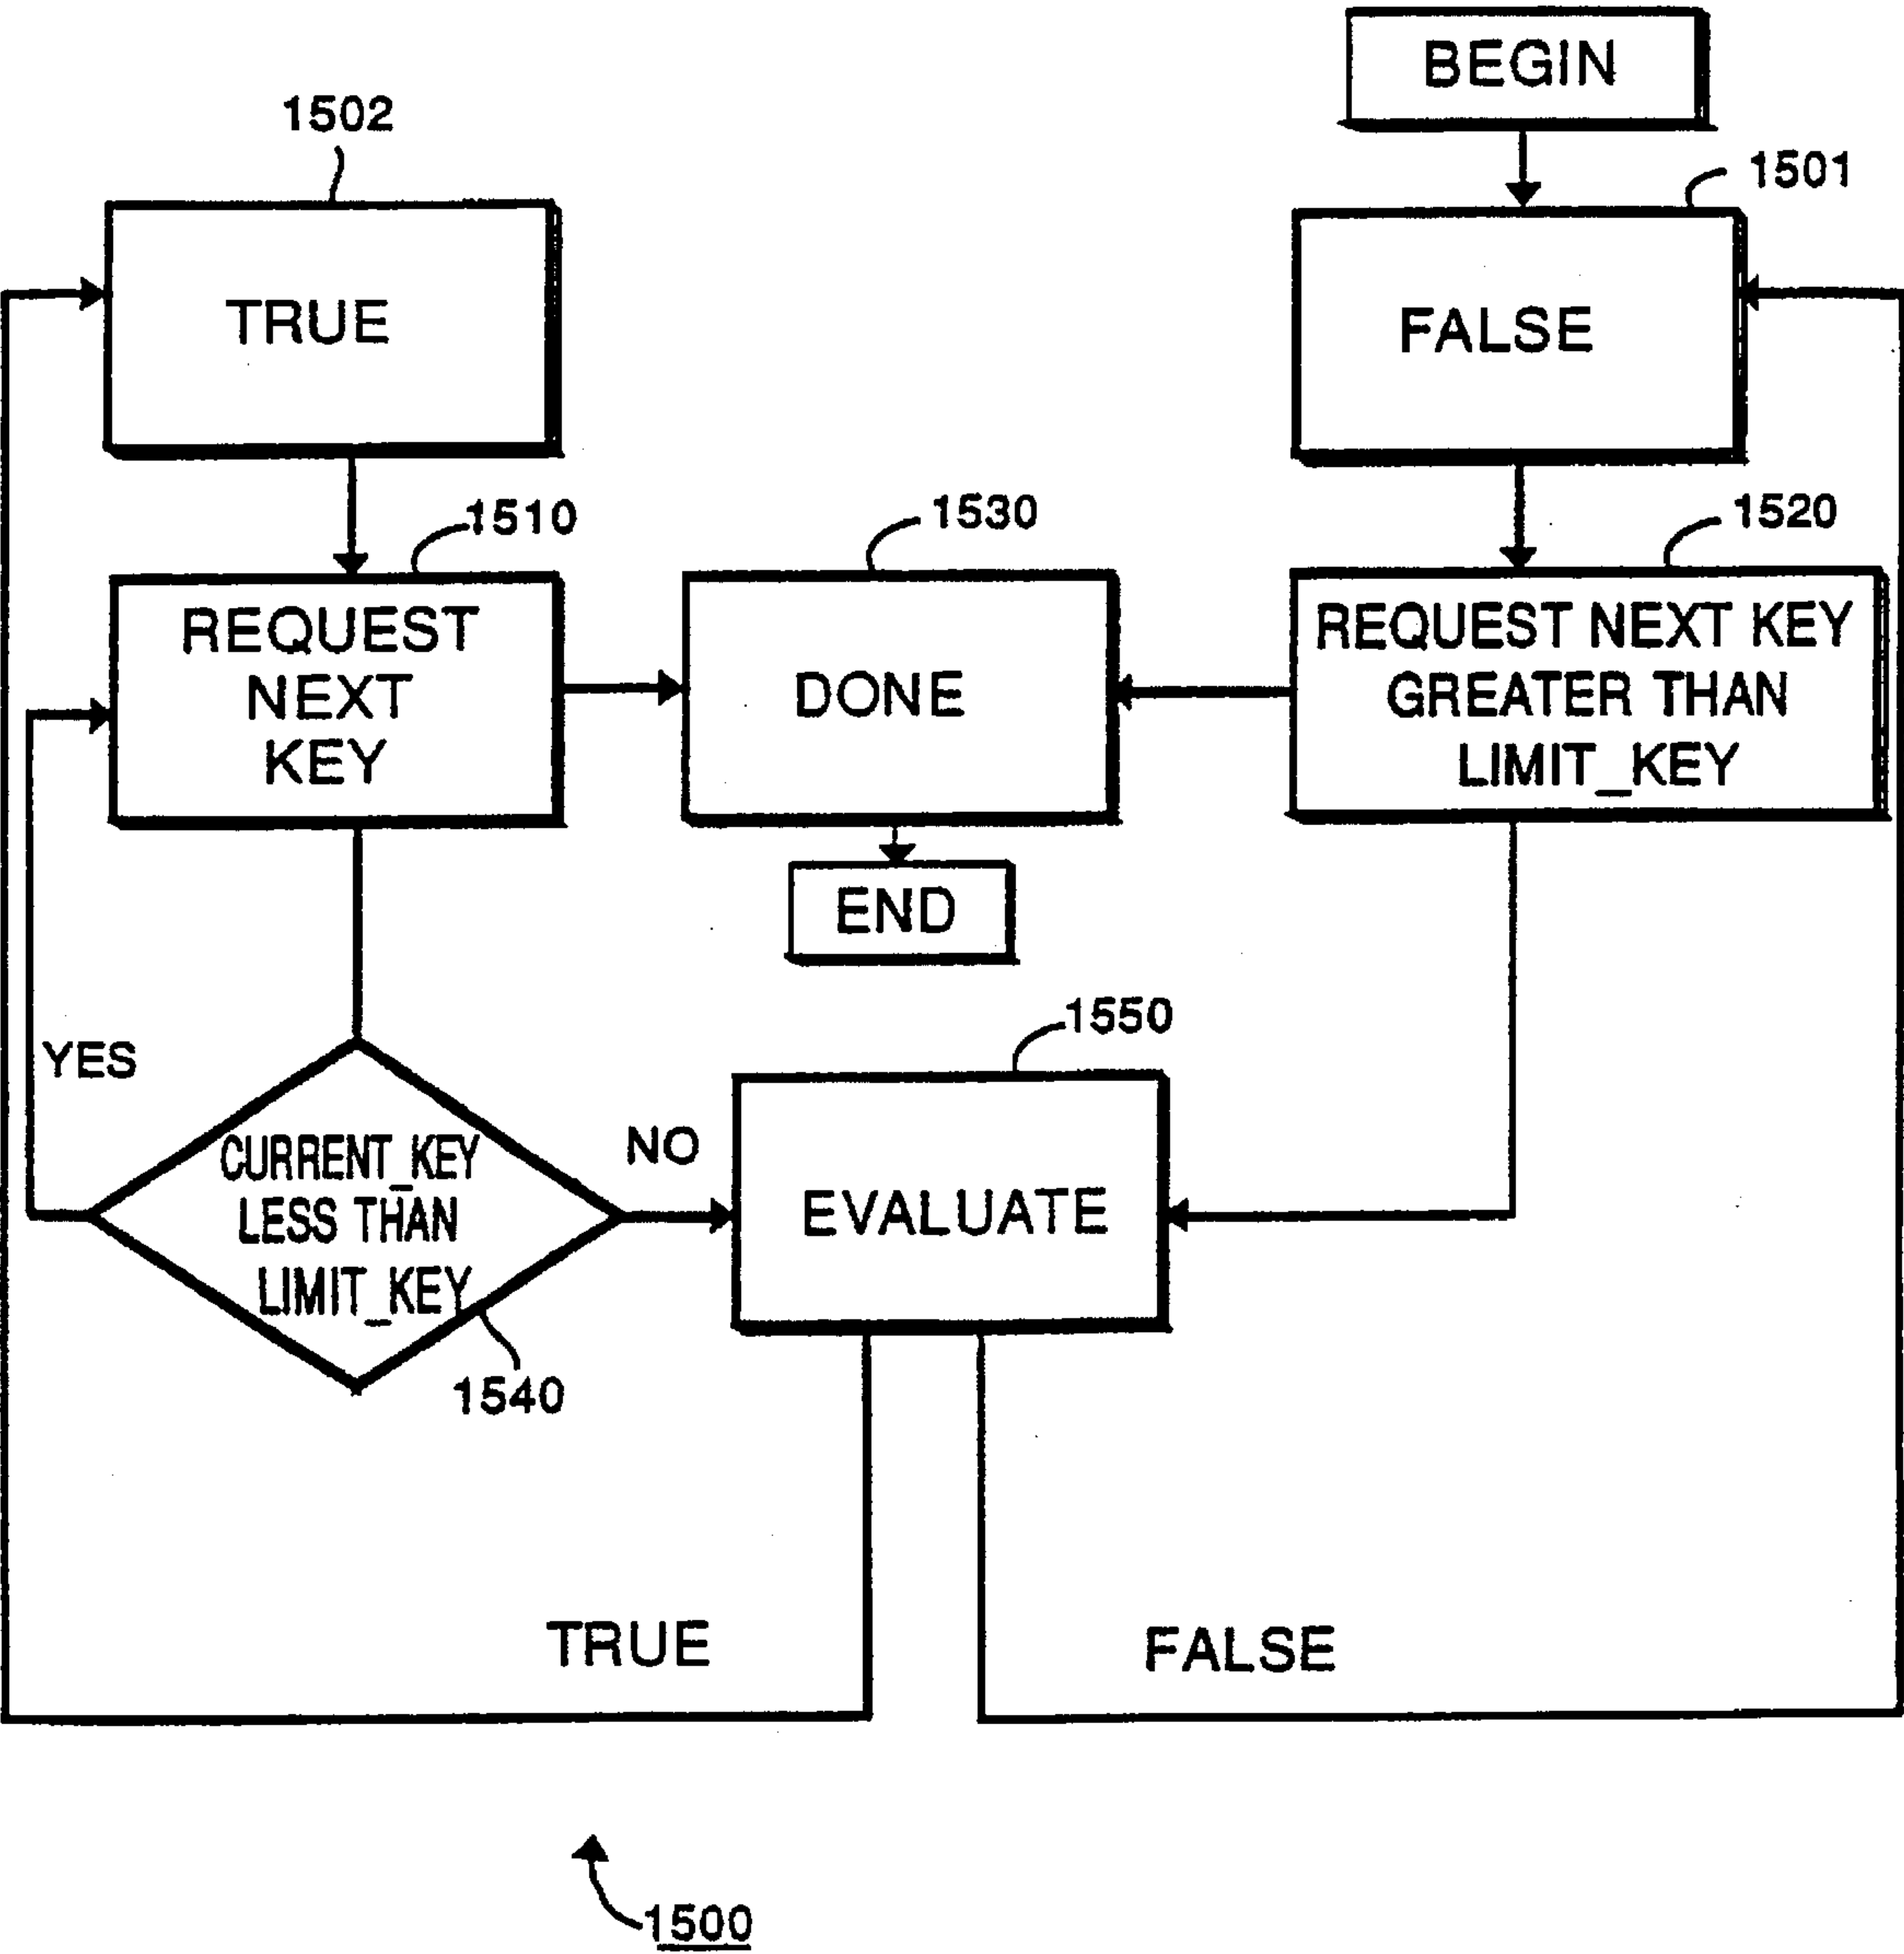 BEGIN
1502
1501
TRUE
FALSE
1510
1530
1520
REQUEST
NEXT
KEY
DONE
REQUEST NEXT KEY
GREATER THAN
LIMIT_KEY
END
1550
YES
CURRENT_KEY
LESS THAN
LIMIT_KEY
NO
EVALUATE
1540
TRUE
FALSE
1500